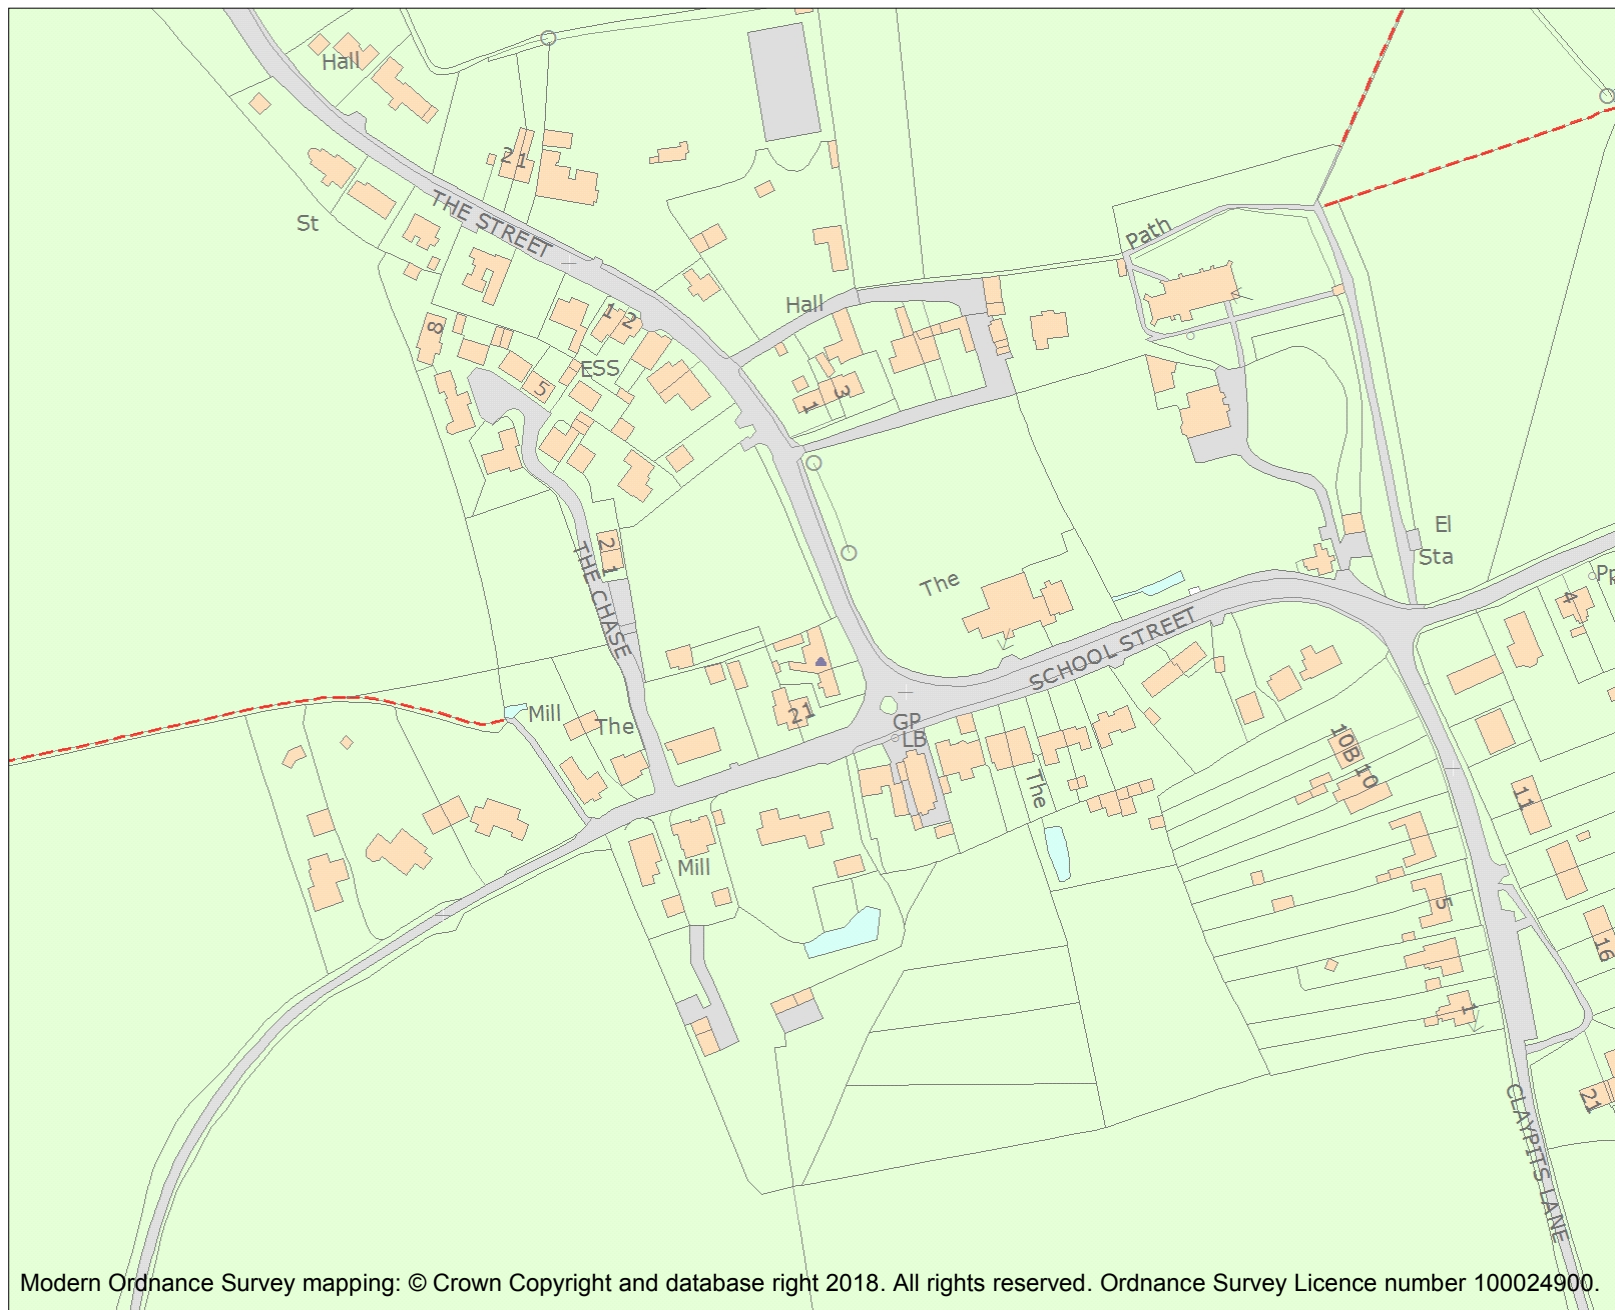 Hall
21
THE STREET
St
Path
Hall
8
1 2
ESS
5
1
3
El
Sta
2
1
THE CHASE
The
4
SCHOOL STREET
Mill
The
21
GP
LB
The
10B
10
11
Mill
5
16
1
21
CLAYPITS LANE
Modern Ordnance Survey mapping: © Crown Copyright and database right 2018. All rights reserved. Ordnance Survey Licence number 100024900.